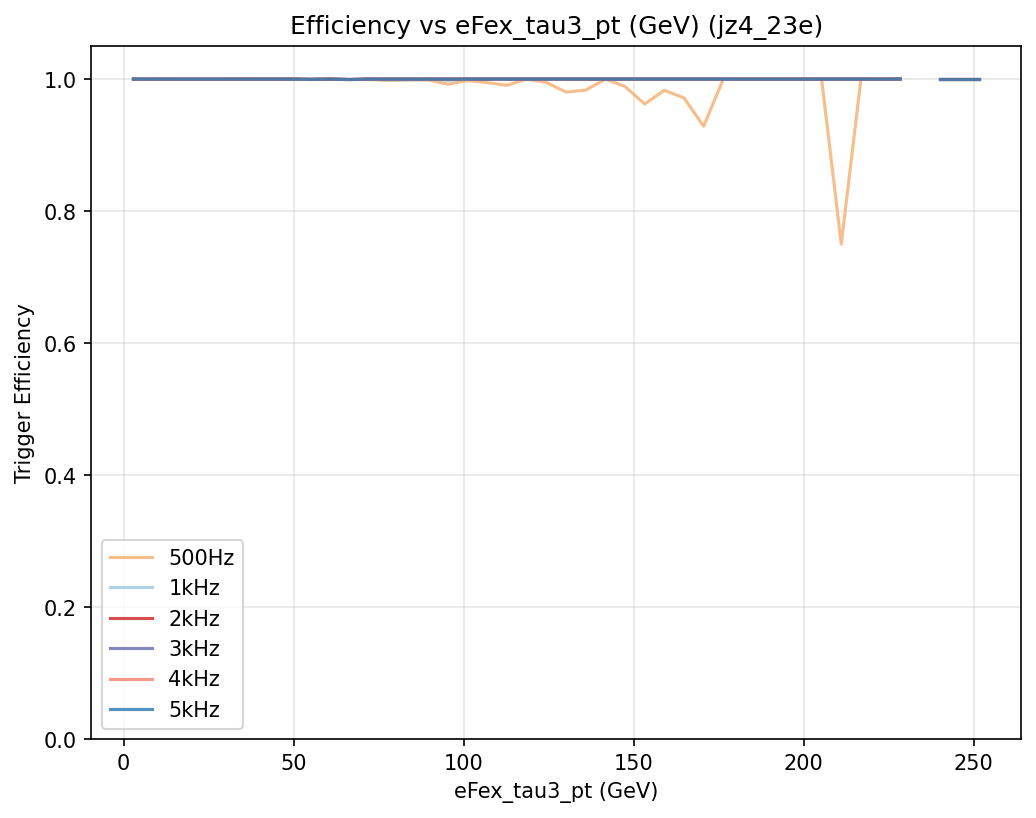 Efficiency vs eFex_tau3_pt (GeV) (jz4_23e)
Trigger Efficiency
1.0
0.8
0.6
0.4
0.2
0.0
500Hz
1kHz
2kHz
3kHz
4kHz
5kHz
0 50 100 150 200 250
eFex_tau3_pt (GeV)